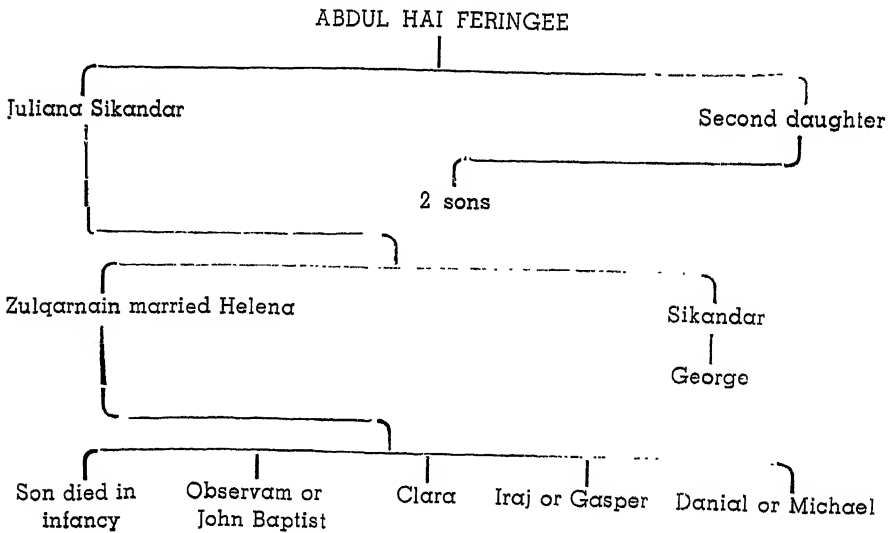 ABDUL HAI FERINGEE
Juliana Sikandar
Second daughter
2 sons
Zulqarnain married Helena
Sikandar
George
Son died in
infancy
Observam or
John Baptist
Clara
Iraj or Gasper
Danial or Michael